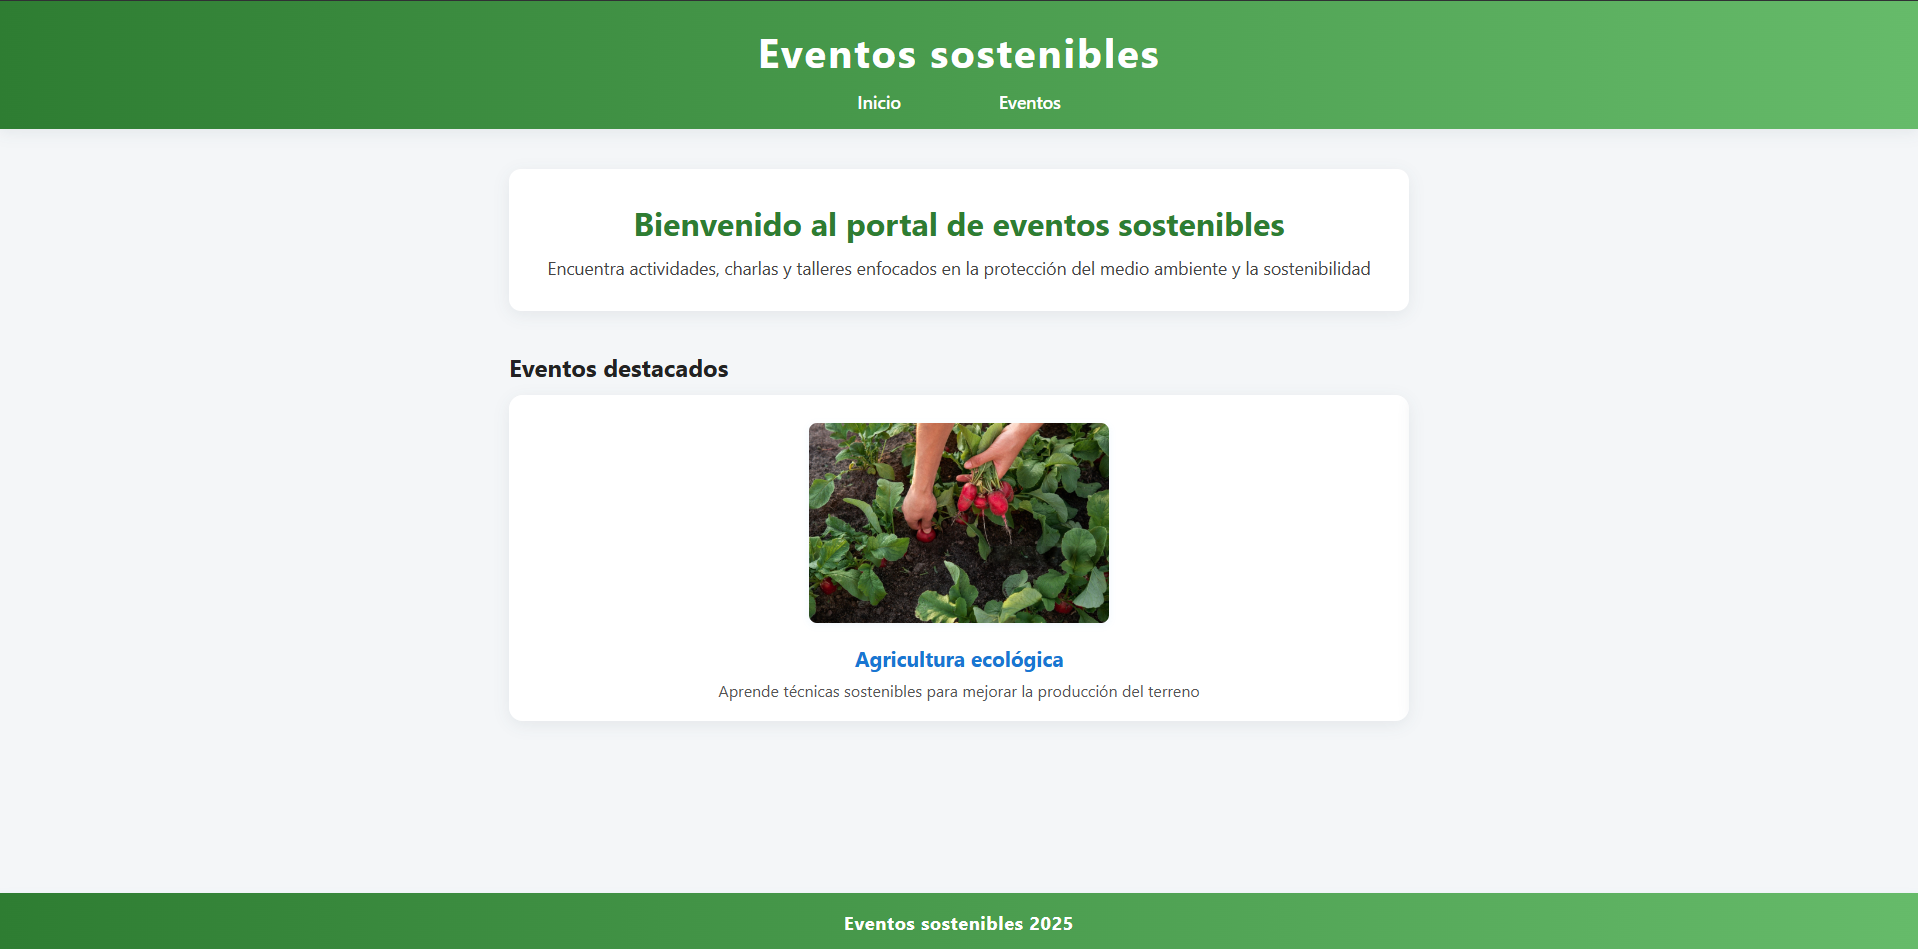 Eventos sostenibles
Inicio Eventos
Bienvenido al portal de eventos sostenibles
Encuentra actividades, charlas y talleres enfocados en la protección del medio ambiente y la sostenibilidad
Eventos destacados
Agricultura ecológica
Aprende técnicas sostenibles para mejorar la producción del terreno
Eventos sostenibles 2025